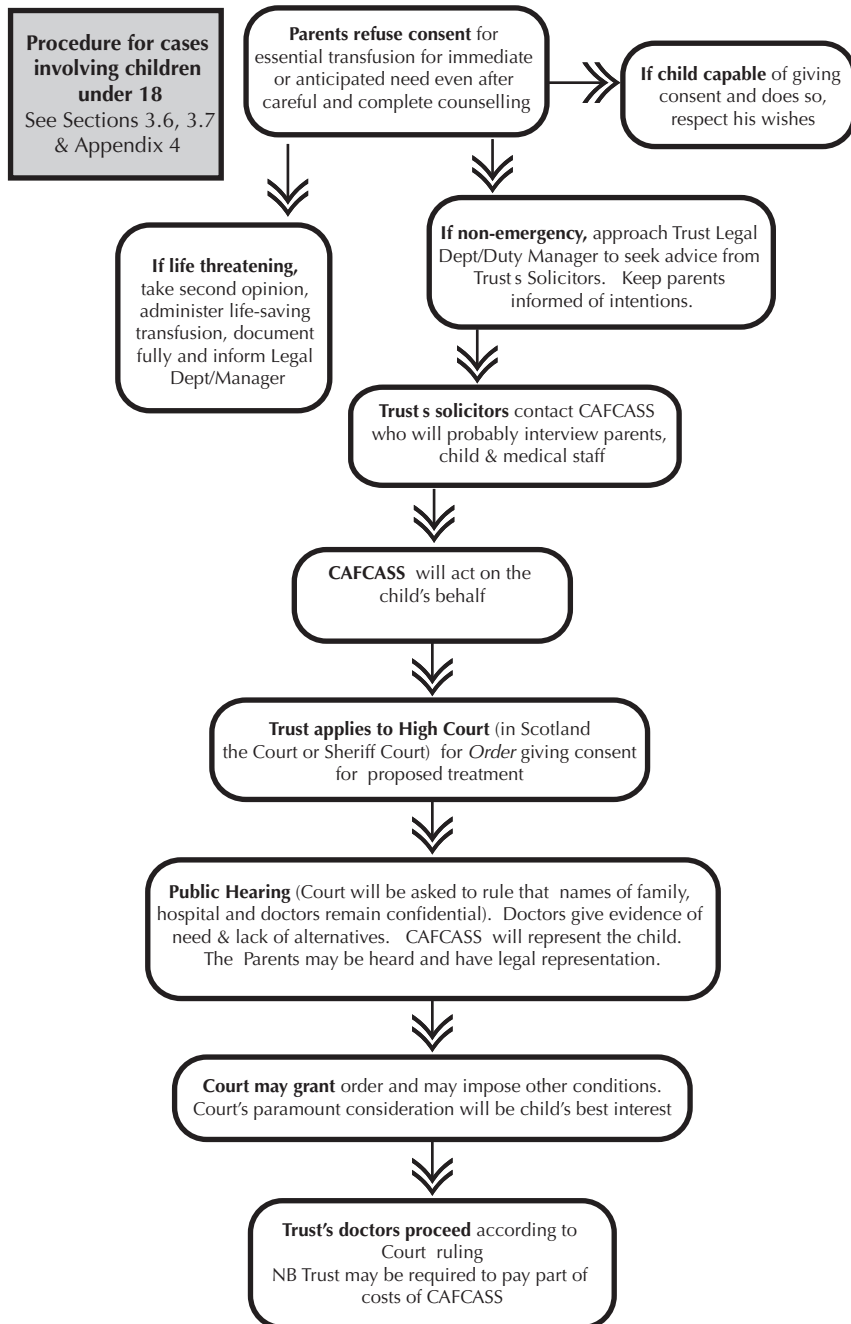 Procedure for cases
involving children
under 18
See Sections 3.6, 3.7
& Appendix 4
Parents refuse consent for
essential transfusion for immediate
or anticipated need even after
careful and complete counselling
If child capable of giving
consent and does so,
respect his wishes
If life threatening,
take second opinion,
administer life-saving
transfusion, document
fully and inform Legal
Dept/Manager
If non-emergency, approach Trust Legal
Dept/Duty Manager to seek advice from
Trust s Solicitors. Keep parents
informed of intentions.
Trust s solicitors contact CAFCASS
who will probably interview parents,
child & medical staff
CAFCASS will act on the
child's behalf
Trust applies to High Court (in Scotland
the Court or Sheriff Court) for Order giving consent
for proposed treatment
Public Hearing (Court will be asked to rule that names of family,
hospital and doctors remain confidential). Doctors give evidence of
need & lack of alternatives. CAFCASS will represent the child.
The Parents may be heard and have legal representation.
Court may grant order and may impose other conditions.
Court's paramount consideration will be child's best interest
Trust's doctors proceed according to
Court ruling
NB Trust may be required to pay part of
costs of CAFCASS